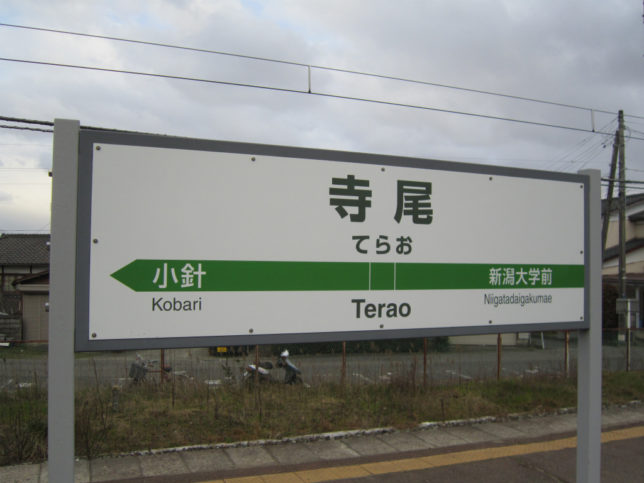 寺尾
てらお
小針
新潟大学前
Kobari
Terao
Niigatadaigakumae